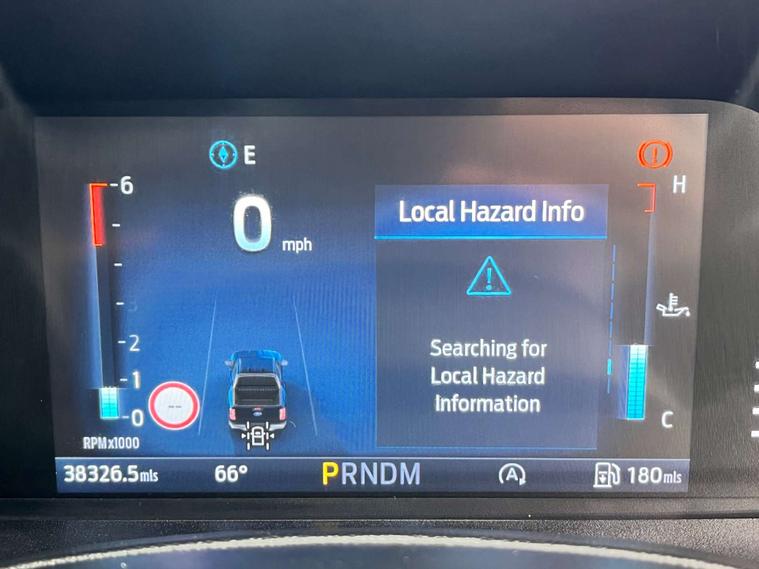 E
6
H
0 mph
Local Hazard Info
3
2
1
0
Searching for
Local Hazard
Information
C
RPMx1000
38326.5mls
66°
PRNDM
A
180mls